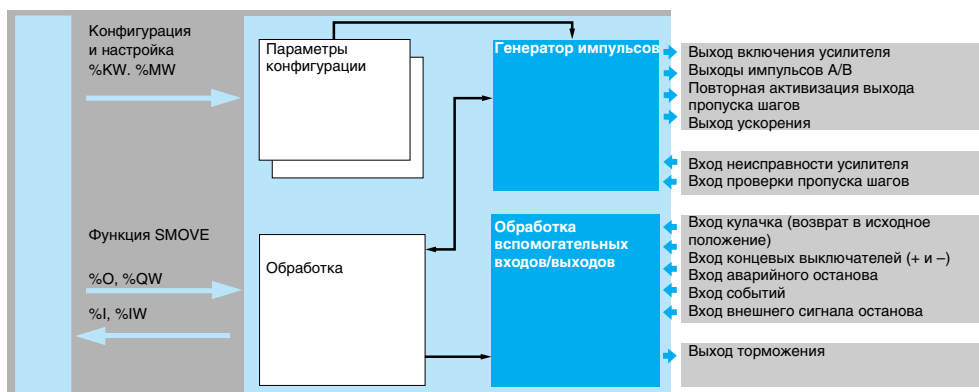 Конфигурация
и настройка
%KW. %MW
Параметры
конфигурации
Генератор импульсов
Выход включения усилителя
Выходы импульсов A/B
Повторная активизация выхода
пропуска шагов
Выход ускорения
Вход неисправности усилителя
Вход проверки пропуска шагов
Функция SMOVE
%O, %QW
%I, %IW
Обработка
Обработка
вспомогательных
входов/выходов
Вход кулачка (возврат в исходное
положение)
Вход концевых выключателей (+ и –)
Вход аварийного останова
Вход событий
Вход внешнего сигнала останова
Выход торможения